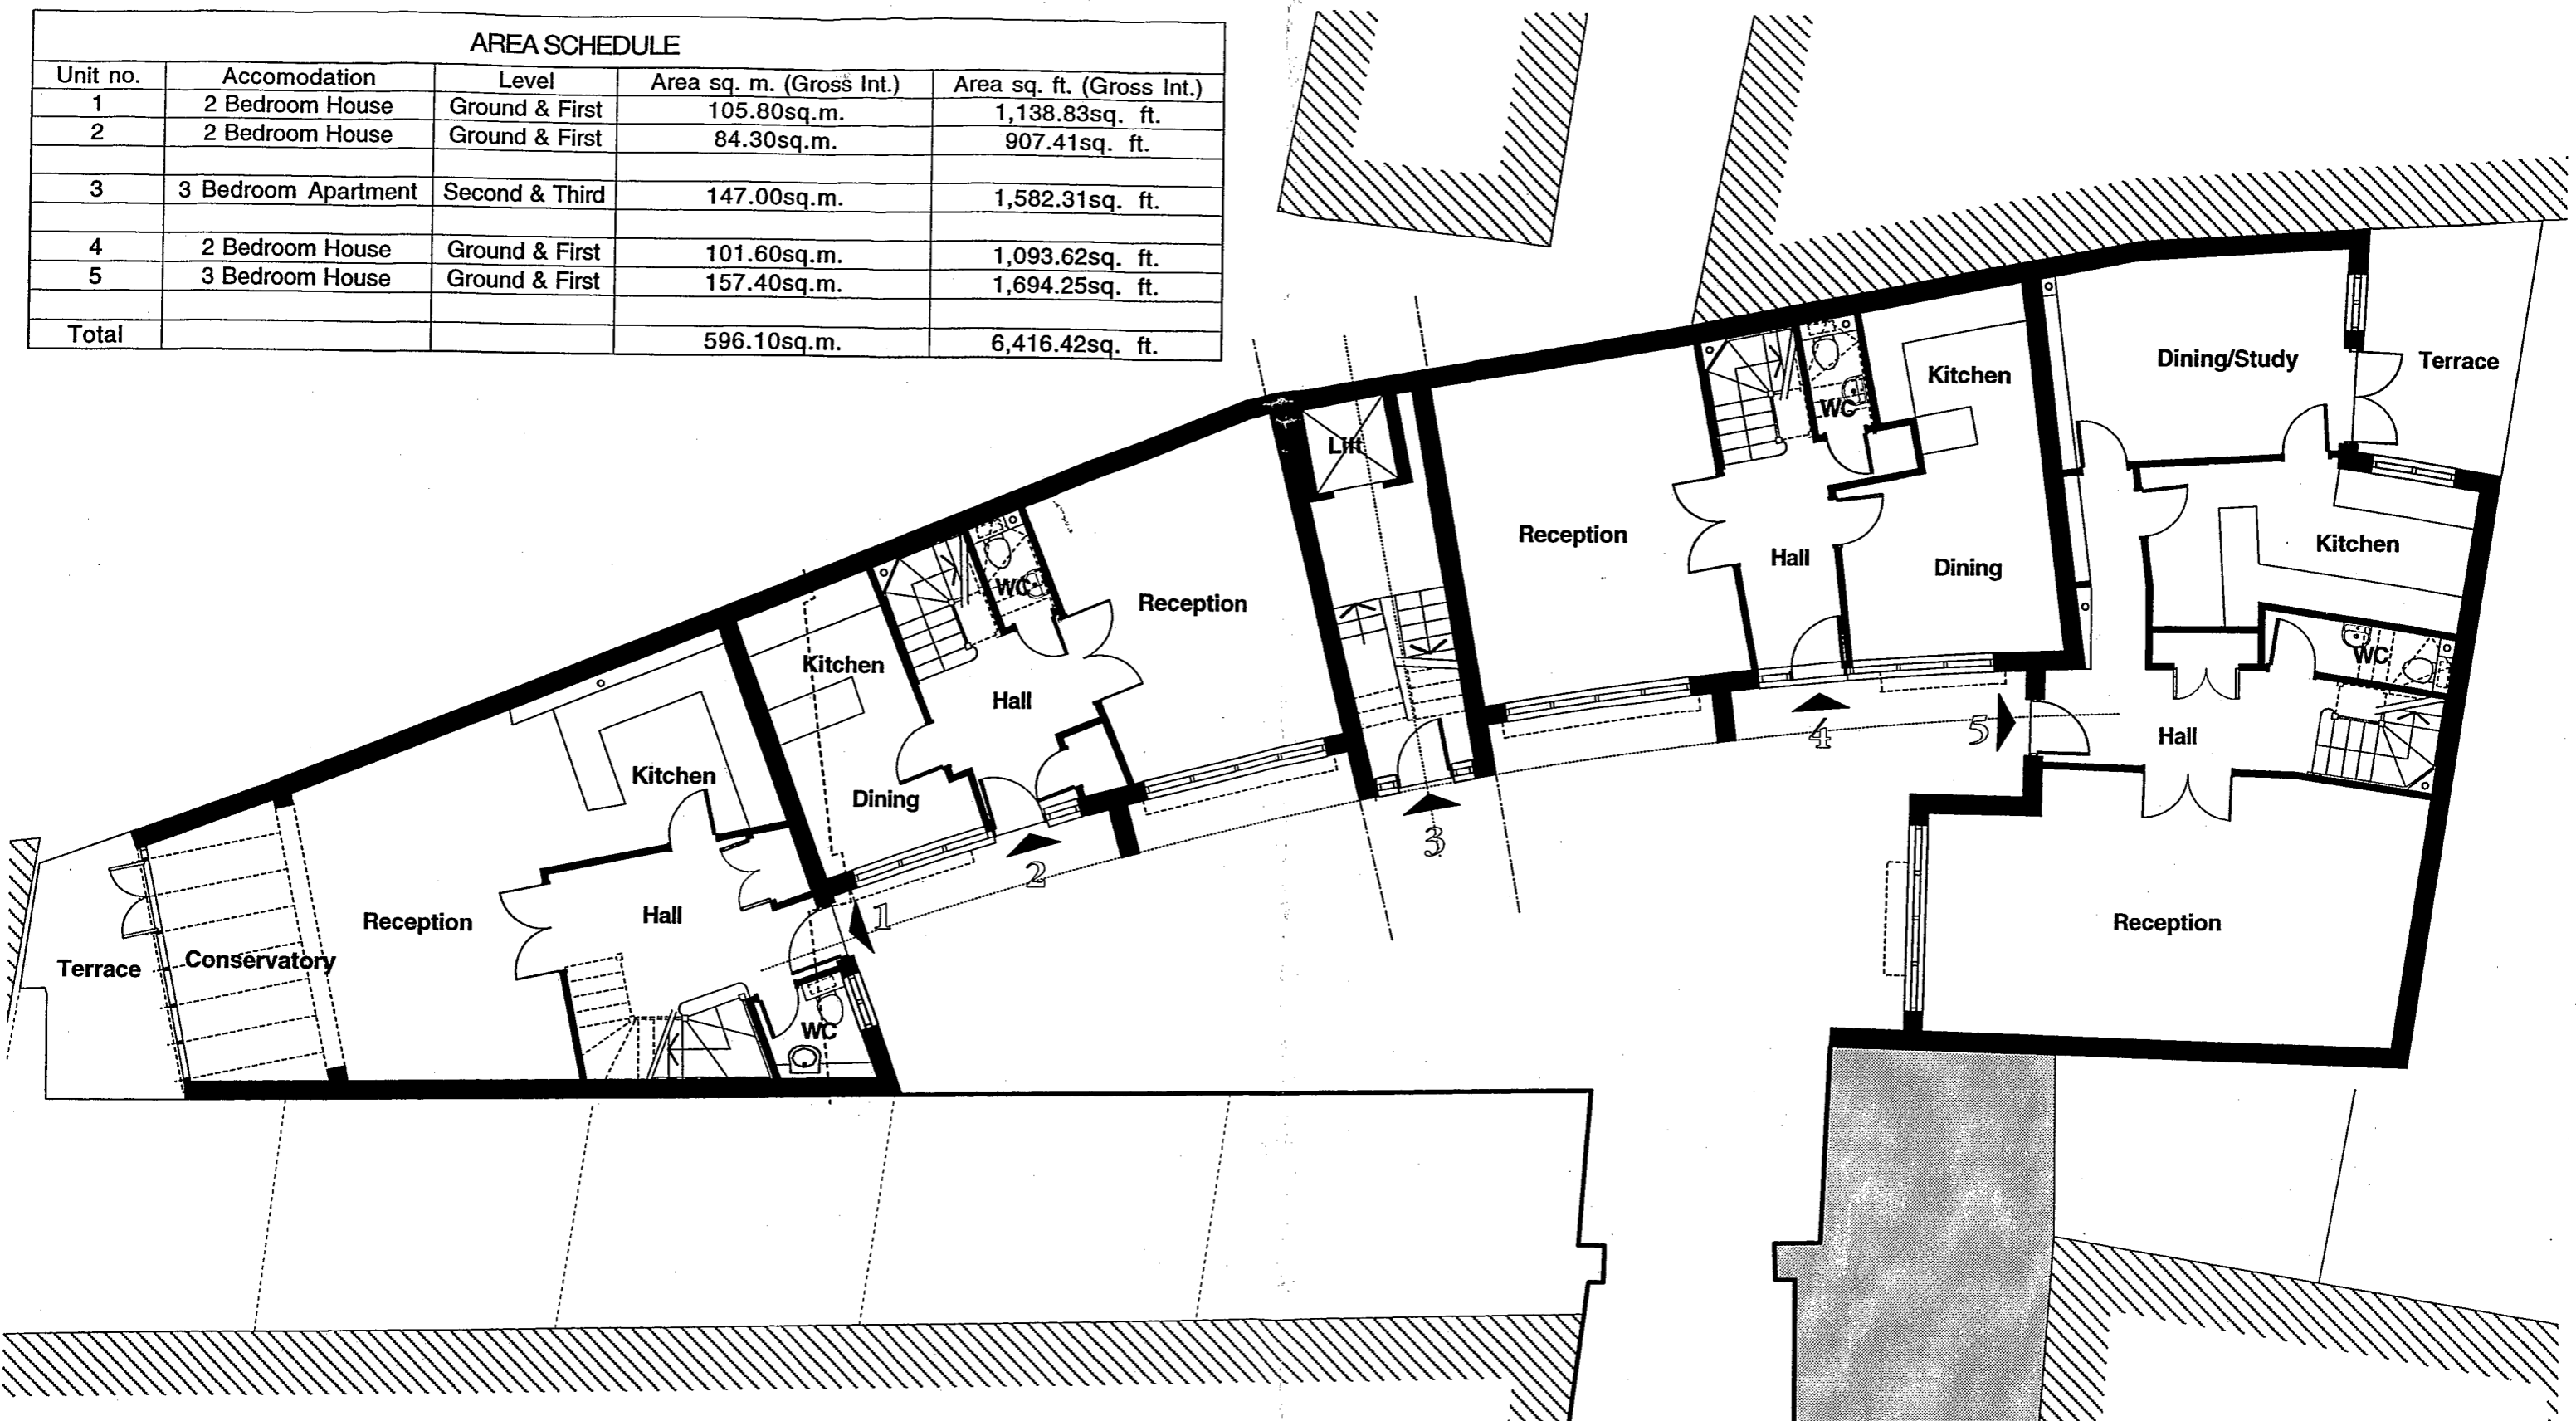 AREA SCHEDULE
Unit no. Accomodation Level Area sq. m. (Gross Int.) Area sq. ft. (Gross Int.)
1 2 Bedroom House Ground & First 105.80sq.m. 1,138.83sq. ft.
2 2 Bedroom House Ground & First 84.30sq.m. 907.41sq. ft.
3 3 Bedroom Apartment Second & Third 147.00sq.m. 1,582.31sq. ft.
4 2 Bedroom House Ground & First 101.60sq.m. 1,093.62sq. ft.
5 3 Bedroom House Ground & First 157.40sq.m. 1,694.25sq. ft.
Total 596.10sq.m. 6,416.42sq. ft.
Dining/Study
Terrace
Kitchen
WC
Lift
Reception
Hall
Dining
Kitchen
WC
Reception
WC
Kitchen
Hall
4
5
Hall
Kitchen
Dining
3
2
Reception
Hall
1
Reception
Terrace
Conservatory
WC
Kitchen